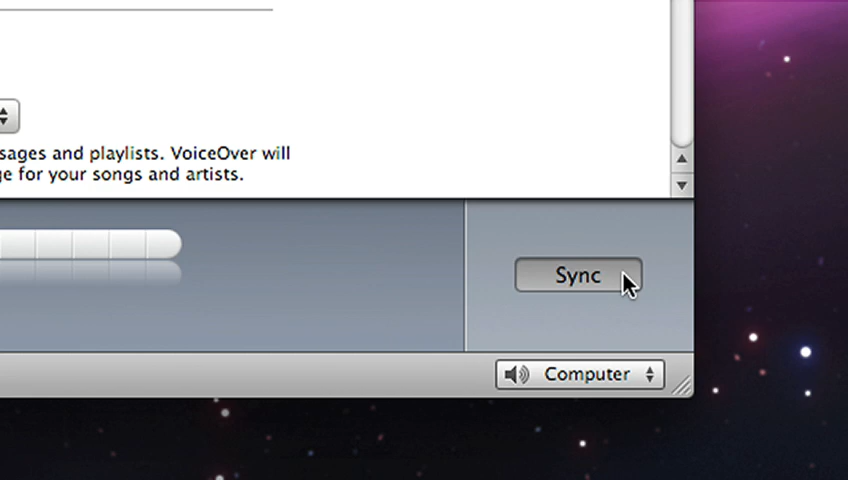 sages and playlists. VoiceOver will
ge for your songs and artists.
Sync
Computer